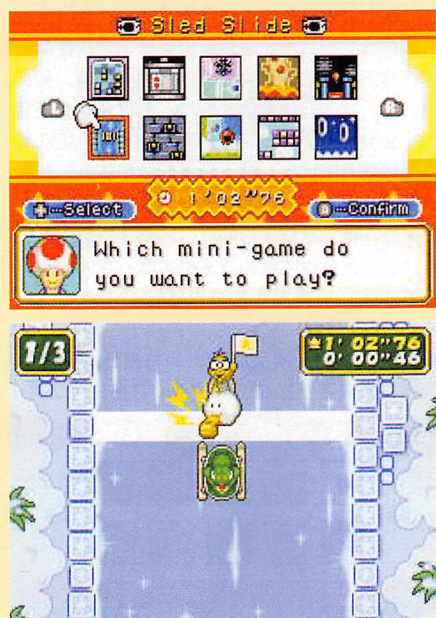 Sled Slide
L
R
1'02"76
+…Select
A…Confirm
Which mini-game do
you want to play?
1/3
1'02"76
0'00"46